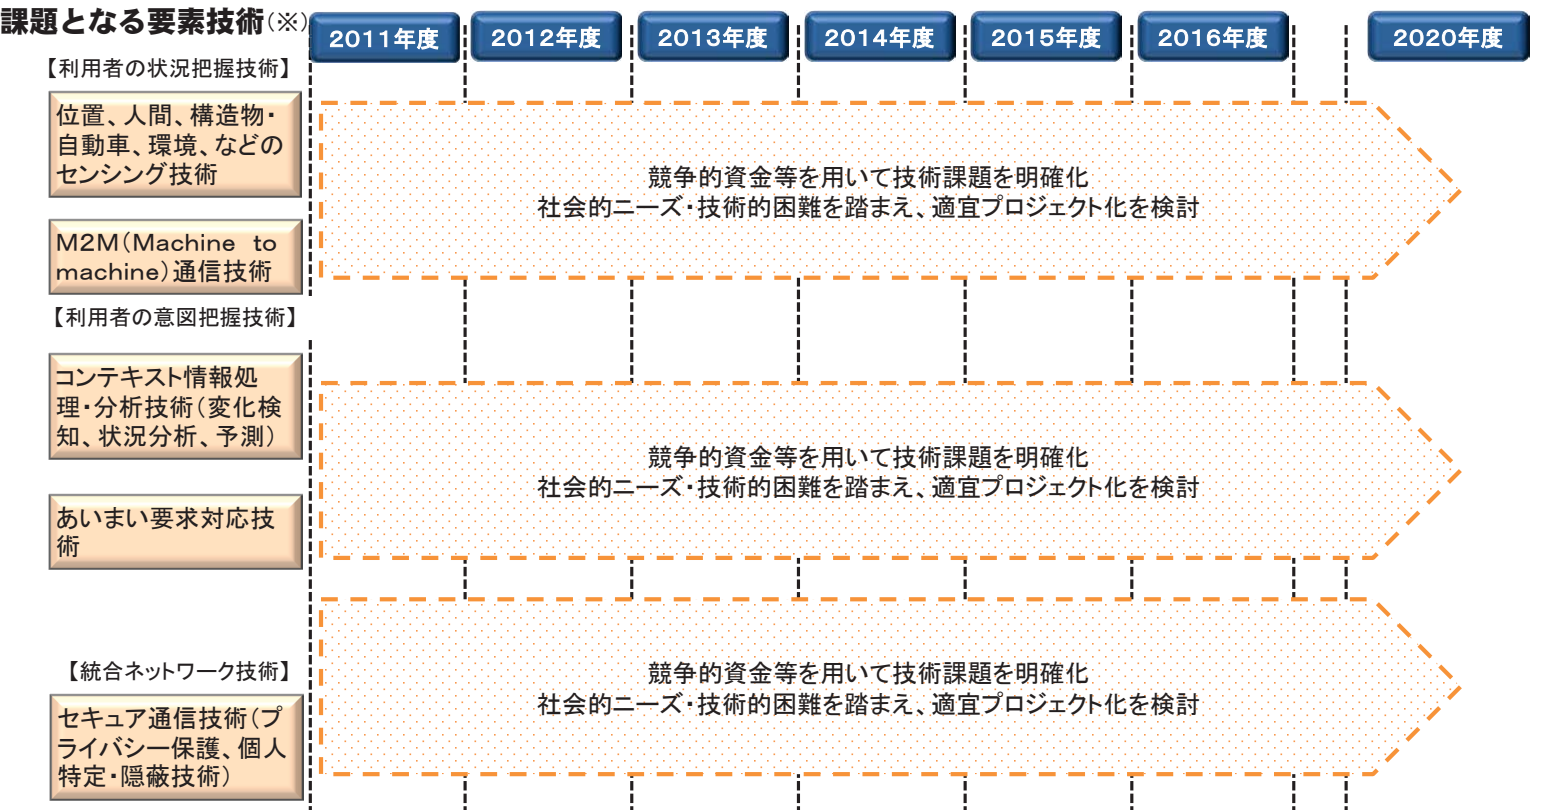 課題となる要素技術(※)
2011年度
2012年度
2013年度
2014年度
2015年度
2016年度
2020年度
【利用者の状況把握技術】
位置、人間、構造物・
自動車、環境、などの
センシング技術
競争的資金等を用いて技術課題を明確化
社会的ニーズ・技術的困難を踏まえ、適宜プロジェクト化を検討
M2M(Machine to
machine)通信技術
【利用者の意図把握技術】
コンテキスト情報処
理・分析技術(変化検
知、状況分析、予測)
競争的資金等を用いて技術課題を明確化
社会的ニーズ・技術的困難を踏まえ、適宜プロジェクト化を検討
あいまい要求対応技
術
【統合ネットワーク技術】
競争的資金等を用いて技術課題を明確化
社会的ニーズ・技術的困難を踏まえ、適宜プロジェクト化を検討
セキュア通信技術(プ
ライバシー保護、個人
特定・隠蔽技術)